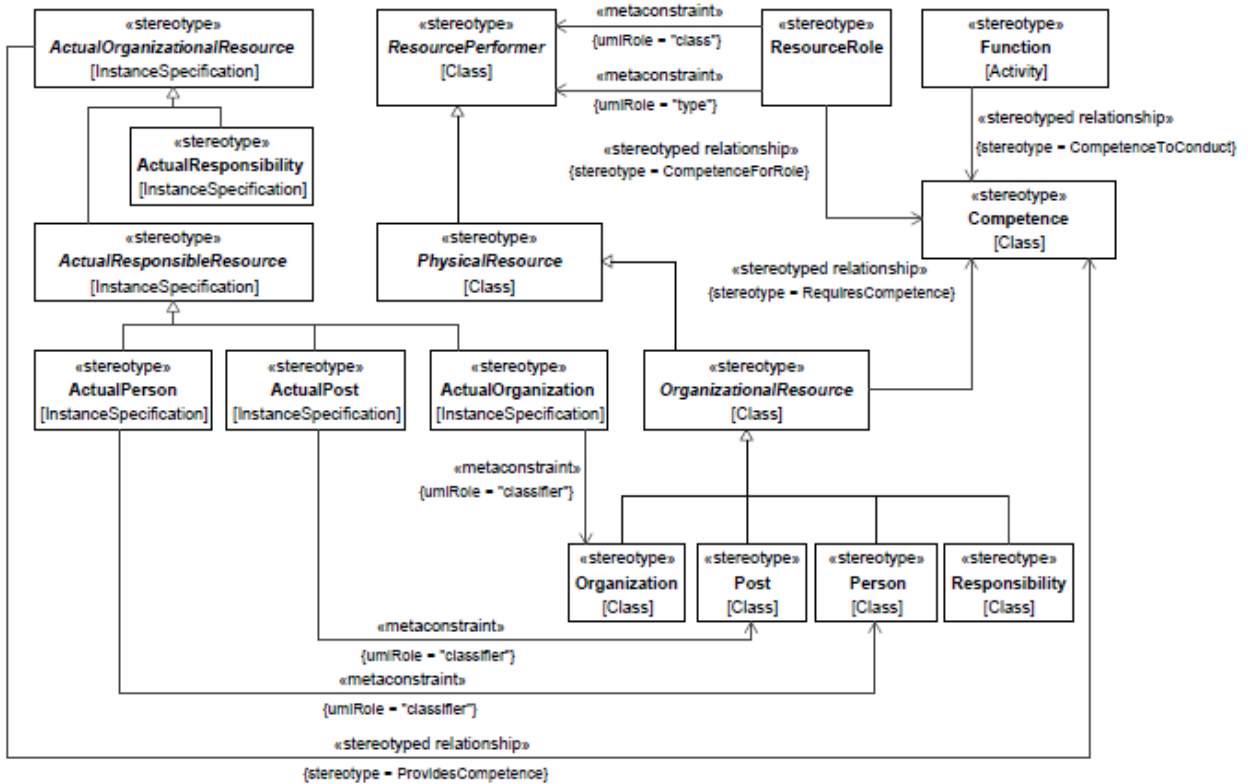 «stereotype»
ActualOrganizationalResource
[InstanceSpecification]
«stereotype»
ResourcePerformer
[Class]
«metaconstraint»
{umlRole = "class"}
«metaconstraint»
{umlRole = "type"}
«stereotype»
ResourceRole
«stereotype»
Function
[Activity]
«stereotyped relationship»
{stereotype = CompetenceToConduct}
«stereotype»
ActualResponsibility
[InstanceSpecification]
«stereotyped relationship»
{stereotype = CompetenceForRole}
«stereotype»
Competence
[Class]
«stereotype»
ActualResponsibleResource
[InstanceSpecification]
«stereotype»
PhysicalResource
[Class]
«stereotyped relationship»
{stereotype = RequiresCompetence}
«stereotype»
ActualPerson
[InstanceSpecification]
«stereotype»
ActualPost
[InstanceSpecification]
«stereotype»
ActualOrganization
[InstanceSpecification]
«stereotype»
OrganizationalResource
[Class]
«metaconstraint»
{umlRole = "classifier"}
«stereotype»
Organization
[Class]
«stereotype»
Post
[Class]
«stereotype»
Person
[Class]
«stereotype»
Responsibility
[Class]
«metaconstraint»
{umlRole = "classifier"}
«metaconstraint»
{umlRole = "classifier"}
«stereotyped relationship»
{stereotype = ProvidesCompetence}